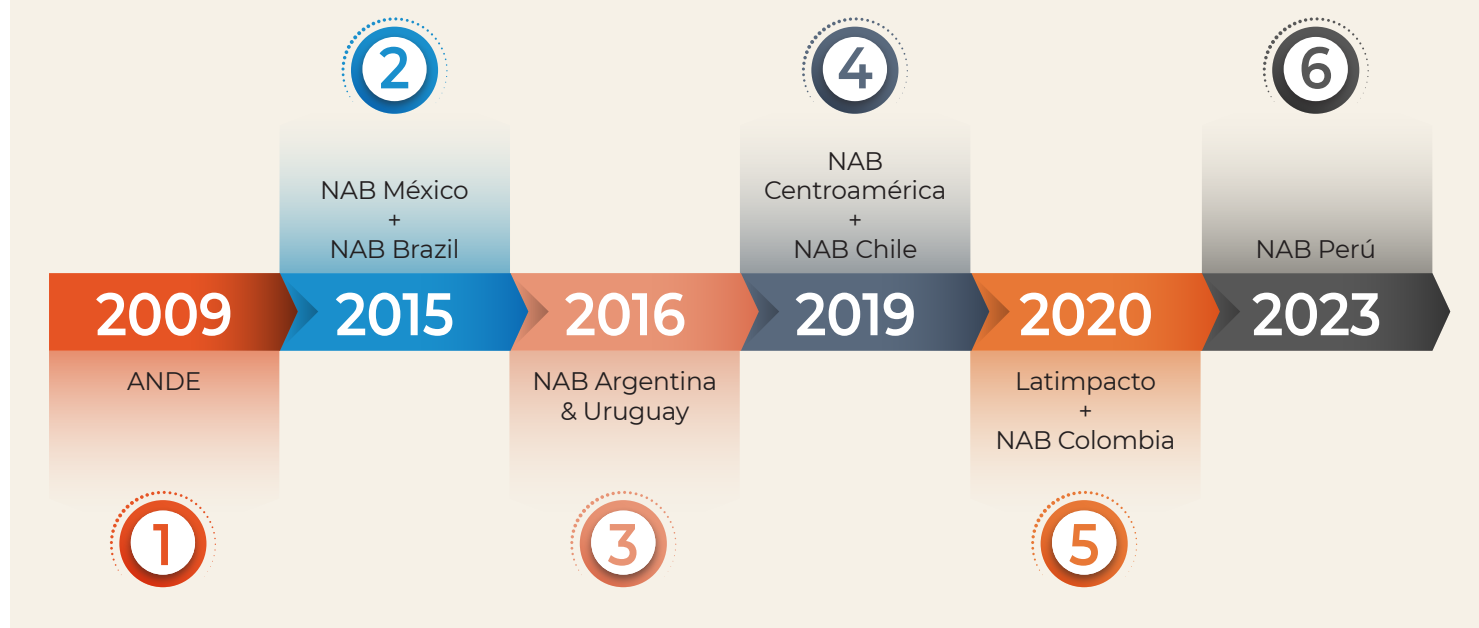 2
4
6
NAB México
+
NAB Brazil
NAB
Centroamérica
+
NAB Chile
NAB Perú
2009
2015
2016
2019
2020
2023
ANDE
NAB Argentina
& Uruguay
Latimpacto
+
NAB Colombia
1
3
5